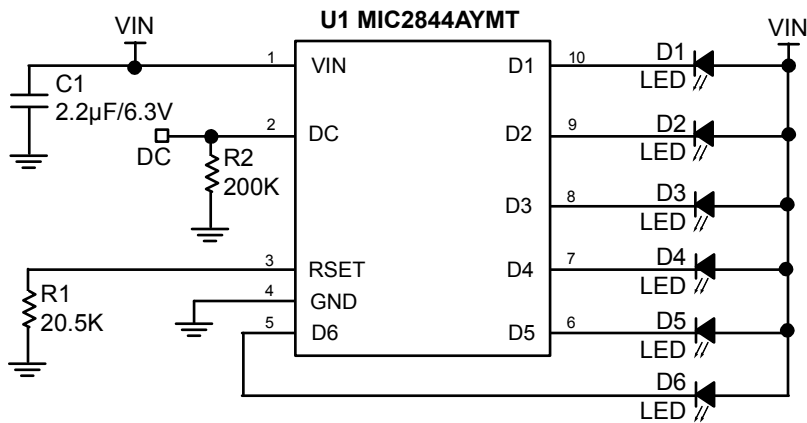 U1 MIC2844AYMT
VIN
VIN
C1
2.2µF/6.3V
1
VIN
D1
10
D1
LED
DC
2
DC
R2
200K
D2
9
D2
LED
D3
8
D3
LED
R1
20.5K
3
RSET
D4
7
D4
LED
4
GND
5
D6
D5
6
D5
LED
D6
LED